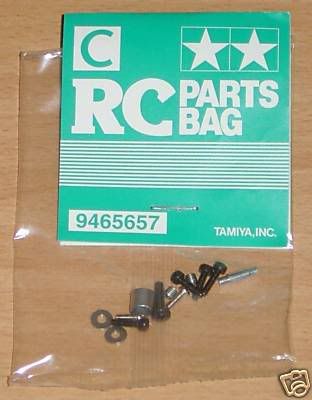 C
RC PARTS
BAG
9465657
TAMIYA, INC.